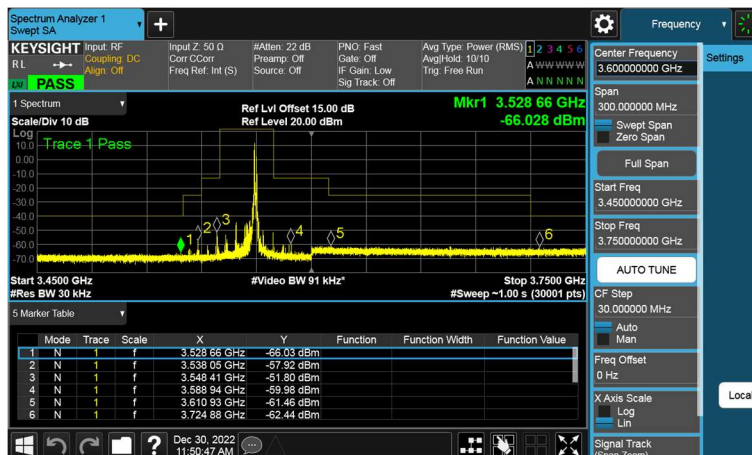 Spectrum Analyzer 1
Swept SA
+
Frequency
KEYSIGHT Input: RF Input Z: 50 Ω #Atten: 22 dB PNO: Fast Avg Type: Power (RMS) 1 2 3 4 5 6
RL Coupling: DC Corr CCorr Preamp: Off Gate: Off Avg|Hold: 10/10 A W W W W W
Align: Off Freq Ref: Int (S) Source: Off IF Gain: Low Trig: Free Run
LXI PASS Sig Track: Off A N N N N N
1 Spectrum
Scale/Div 10 dB Ref Lvl Offset 15.00 dB Mkr1 3.528 66 GHz
Ref Level 20.00 dBm -66.028 dBm
Log
Trace 1 Pass
10.0
0.00
-10.0
-20.0
-30.0
-40.0
-50.0
-60.0
-70.0
1 2 3 4 5 6
Start 3.4500 GHz #Video BW 91 kHz* Stop 3.7500 GHz
#Res BW 30 kHz #Sweep ~1.00 s (30001 pts)
5 Marker Table
Mode Trace Scale X Y Function Function Width Function Value
1 N 1 f 3.528 66 GHz -66.03 dBm
2 N 1 f 3.538 05 GHz -57.92 dBm
3 N 1 f 3.548 41 GHz -51.80 dBm
4 N 1 f 3.588 94 GHz -59.98 dBm
5 N 1 f 3.610 93 GHz -61.46 dBm
6 N 1 f 3.724 88 GHz -62.44 dBm
?
Dec 30, 2022
11:50:47 AM
Center Frequency
3.600000000 GHz
Settings
Span
300.000000 MHz
Swept Span
Zero Span
Full Span
Start Freq
3.450000000 GHz
Stop Freq
3.750000000 GHz
AUTO TUNE
CF Step
30.000000 MHz
Auto
Man
Freq Offset
0 Hz
X Axis Scale
Log
Lin
Local
Signal Track
(Span Zoom)